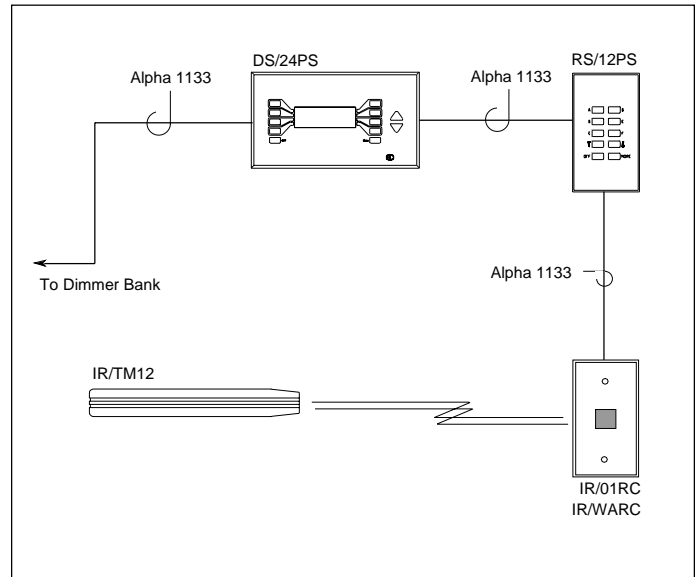 DS/24PS
RS/12PS
Alpha 1133
Alpha 1133
Alpha 1133
To Dimmer Bank
IR/TM12
IR/01RC
IR/WARC